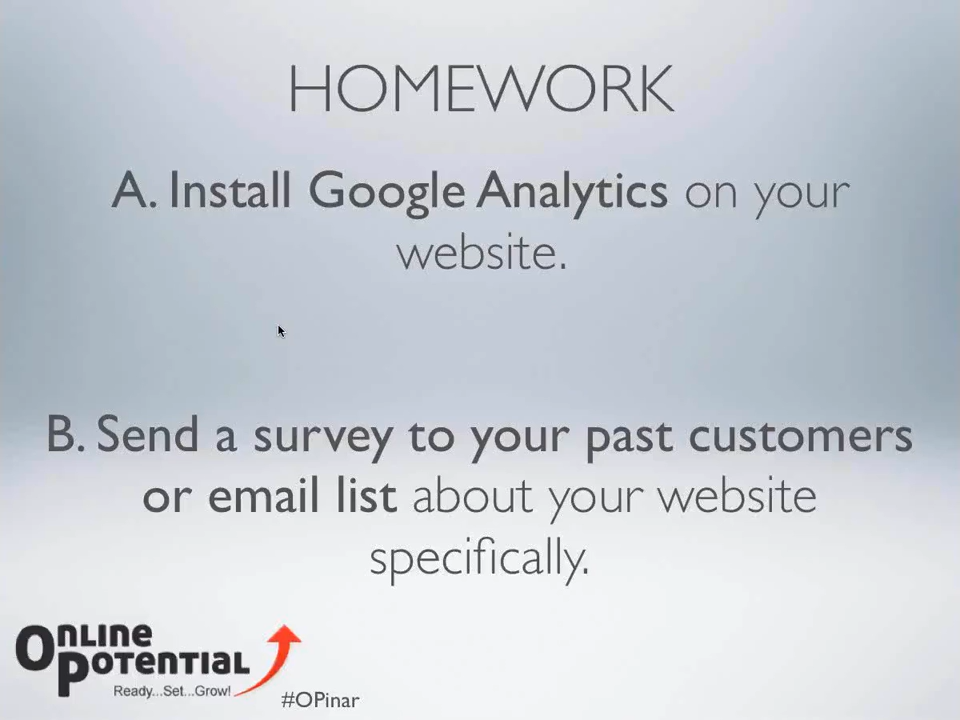 HOMEWORK
A. Install Google Analytics on your
website.
B. Send a survey to your past customers
or email list about your website
specifically.
Online
Potential
Ready...Set...Grow!
#OPinar